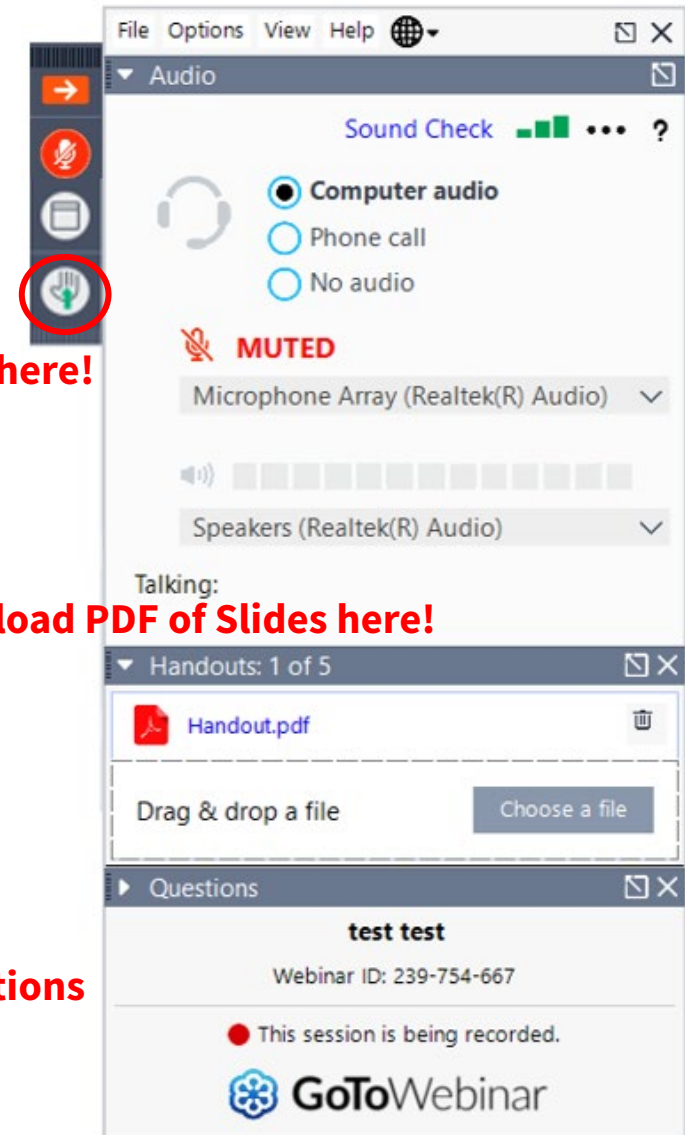 File Options View Help
Audio
Sound Check ••• ?
Computer audio
Phone call
No audio
MUTED
here!
Microphone Array (Realtek(R) Audio)
Speakers (Realtek(R) Audio)
Talking:
load PDF of Slides here!
Handouts: 1 of 5
Handout.pdf
Drag & drop a file Choose a file
Questions
test test
Webinar ID: 239-754-667
tions
This session is being recorded.
GoToWebinar